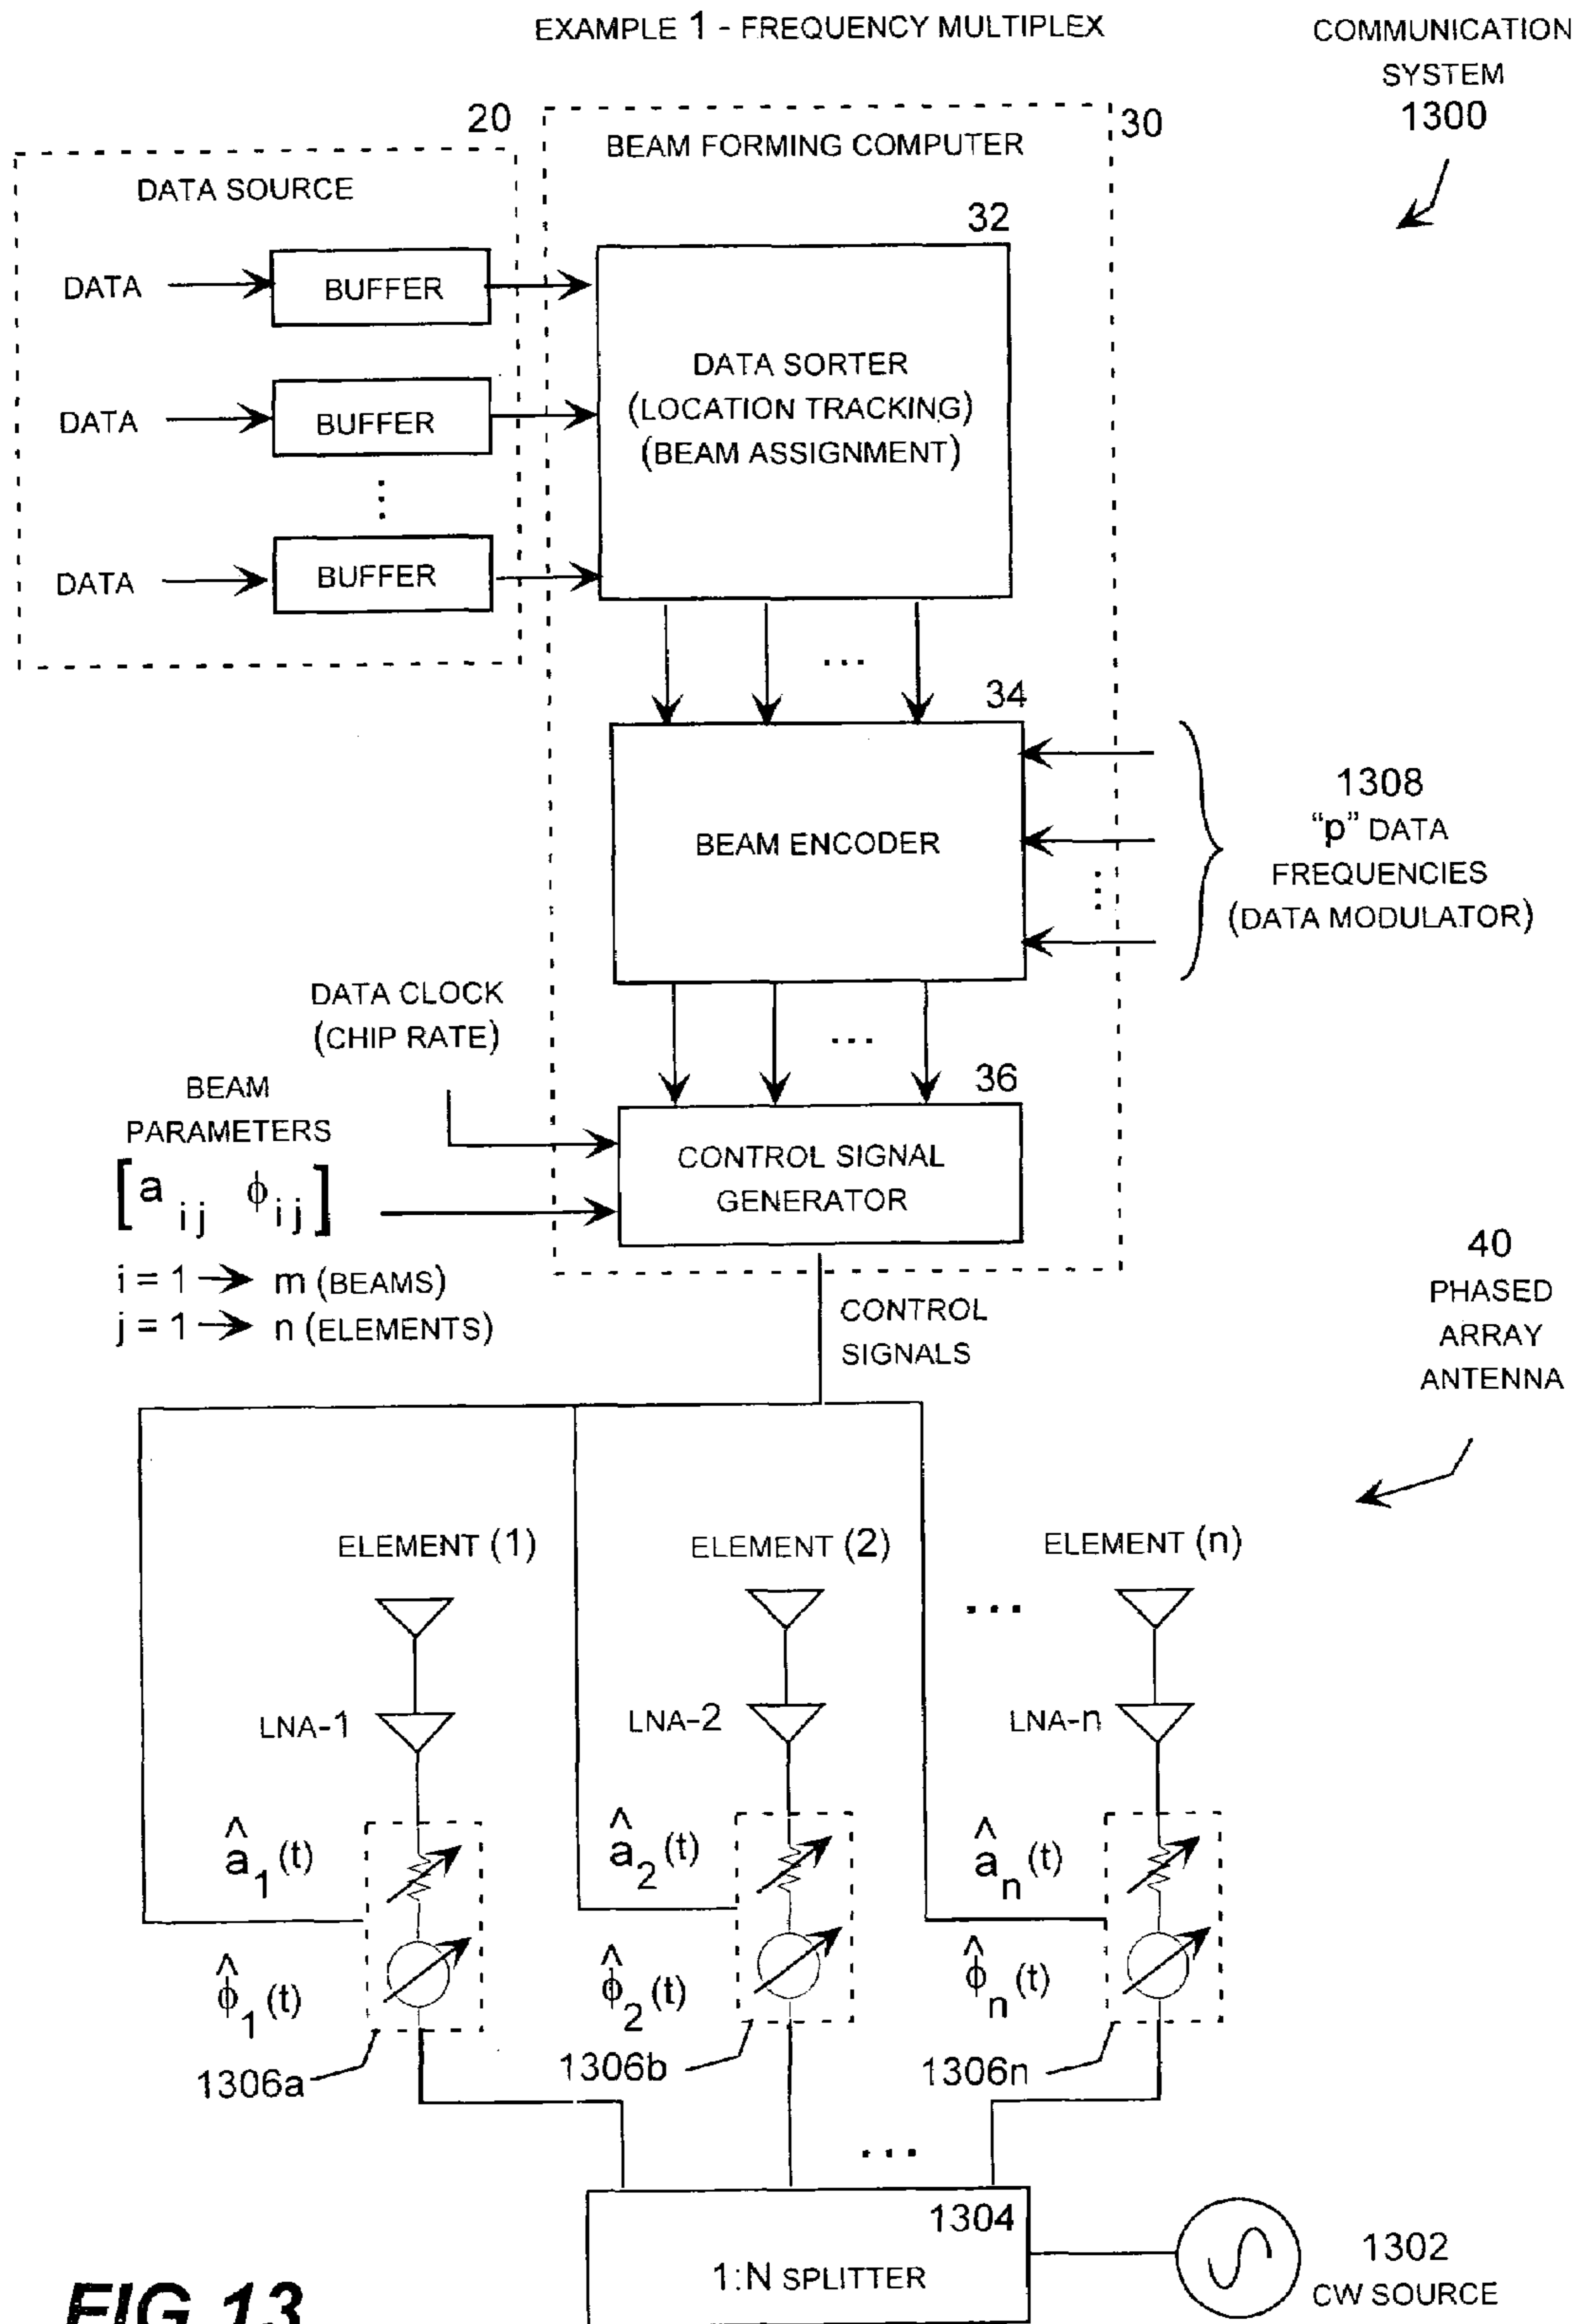 EXAMPLE 1 - FREQUENCY MULTIPLEX
COMMUNICATION
SYSTEM
1300
20
30
BEAM FORMING COMPUTER
DATA SOURCE
32
DATA
BUFFER
DATA
BUFFER
⋮
DATA
BUFFER
DATA SORTER
(LOCATION TRACKING)
(BEAM ASSIGNMENT)
...
34
BEAM ENCODER
⋮
1308
"p" DATA
FREQUENCIES
(DATA MODULATOR)
DATA CLOCK
(CHIP RATE)
...
36
BEAM
PARAMETERS
[a ij ϕ ij]
i = 1 → m (BEAMS)
j = 1 → n (ELEMENTS)
CONTROL SIGNAL
GENERATOR
CONTROL
SIGNALS
40
PHASED
ARRAY
ANTENNA
ELEMENT (1)
ELEMENT (2)
ELEMENT (n)
...
LNA-1
LNA-2
LNA-n
â1 (t)
â2 (t)
ân (t)
ϕ̂1 (t)
ϕ̂2 (t)
ϕ̂n (t)
1306a
1306b
1306n
...
1304
1:N SPLITTER
1302
CW SOURCE
FIG 13